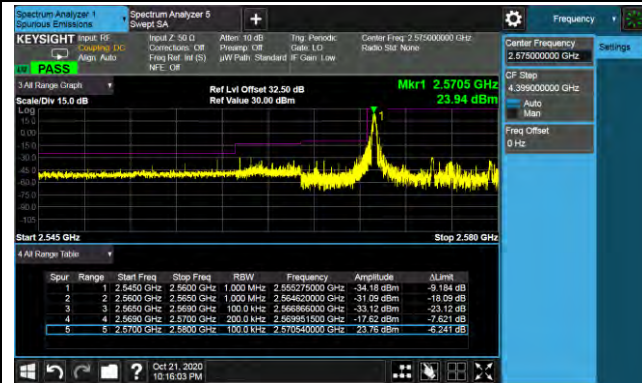 Spectrum Analyzer 1
Spurious Emissions
Spectrum Analyzer 5
Swept SA
+
Frequency
KEYSIGHT Input: RF
Coupling: DC
Align: Auto
Input Z: 50 Ω
Corrections: Off
Freq Ref: Int (S)
NFE: Off
Atten: 10 dB
Preamp: Off
µW Path: Standard
Trig: Periodic
Gate: LO
IF Gain: Low
Center Freq: 2.575000000 GHz
Radio Std: None
PASS
Center Frequency
2.575000000 GHz
Settings
CF Step
4.399000000 GHz
Auto
Man
Freq Offset
0 Hz
3 All Range Graph
Scale/Div 15.0 dB
Ref Lvl Offset 32.50 dB
Ref Value 30.00 dBm
Mkr1 2.5705 GHz
23.94 dBm
Log
15.0
0.00
-15.0
-30.0
-45.0
-60.0
-75.0
-90.0
-105
1
Start 2.545 GHz
Stop 2.580 GHz
4 All Range Table
Spur Range Start Freq Stop Freq RBW Frequency Amplitude ΔLimit
1 1 2.5450 GHz 2.5600 GHz 1.000 MHz 2.555275000 GHz -34.18 dBm -9.184 dB
2 2 2.5600 GHz 2.5650 GHz 1.000 MHz 2.564620000 GHz -31.09 dBm -18.09 dB
3 3 2.5650 GHz 2.5690 GHz 100.0 kHz 2.566866000 GHz -33.12 dBm -23.12 dB
4 4 2.5690 GHz 2.5700 GHz 200.0 kHz 2.569951500 GHz -17.62 dBm -7.621 dB
5 5 2.5700 GHz 2.5800 GHz 100.0 kHz 2.570540000 GHz 23.76 dBm -6.241 dB
?
Oct 21, 2020
10:16:03 PM